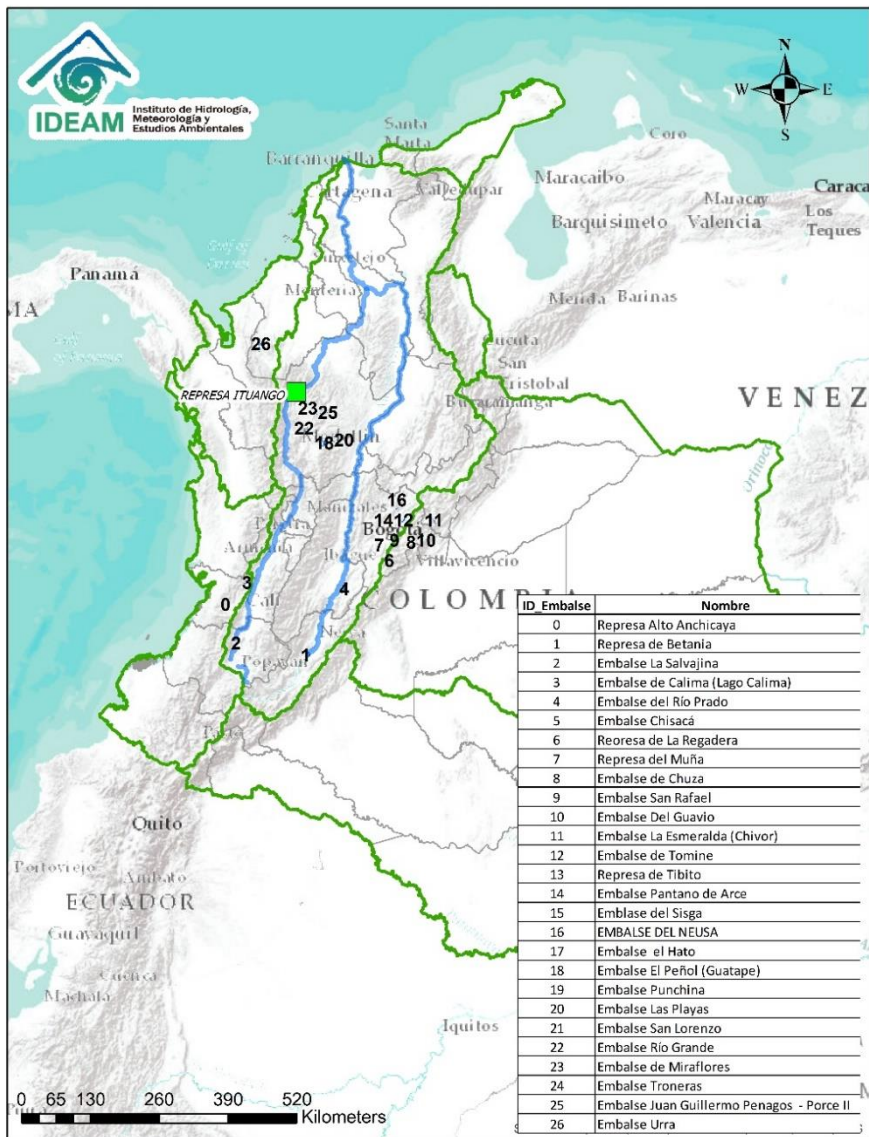 IDEAM
Instituto de Hidrología,
Meteorología y
Estudios Ambientales
N
W
E
S
Santa
Marta
Barranquilla
Cartagena
Valledupar
Coro
Maracaibo
Maracay
Caraca
Barquisimeto
Valencia
Los
Teques
Panamá
Sincelejo
Montería
Merida
Barinas
MA
26
Cucuta
San
Cristobal
REPRESA ITUANGO
Bucaramanga
VENEZ
23
25
22
Medellin
18
20
Orinoco
16
Manizales
14
12
11
Pereira
Bogota
9
8
10
7
Armenia
Ibague
6
Villavicencio
3
4
0
Cali
OLOMBIA
Neiva
2
1
Popayan
Pasto
Quito
Portoviejo
Ambato
ECUADOR
Guayaquil
Cuenca
Machala
Iquitos
ID_Embalse Nombre
0 Represa Alto Anchicaya
1 Represa de Betania
2 Embalse La Salvajina
3 Embalse de Calima (Lago Calima)
4 Embalse del Río Prado
5 Embalse Chisacá
6 Reoresa de La Regadera
7 Represa del Muña
8 Embalse de Chuza
9 Embalse San Rafael
10 Embalse Del Guavio
11 Embalse La Esmeralda (Chivor)
12 Embalse de Tomine
13 Represa de Tibito
14 Embalse Pantano de Arce
15 Emblase del Sisga
16 EMBALSE DEL NEUSA
17 Embalse el Hato
18 Embalse El Peñol (Guatape)
19 Embalse Punchina
20 Embalse Las Playas
21 Embalse San Lorenzo
22 Embalse Río Grande
23 Embalse de Miraflores
24 Embalse Troneras
25 Embalse Juan Guillermo Penagos - Porce II
26 Embalse Urra
0 65 130 260 390 520
Kilometers